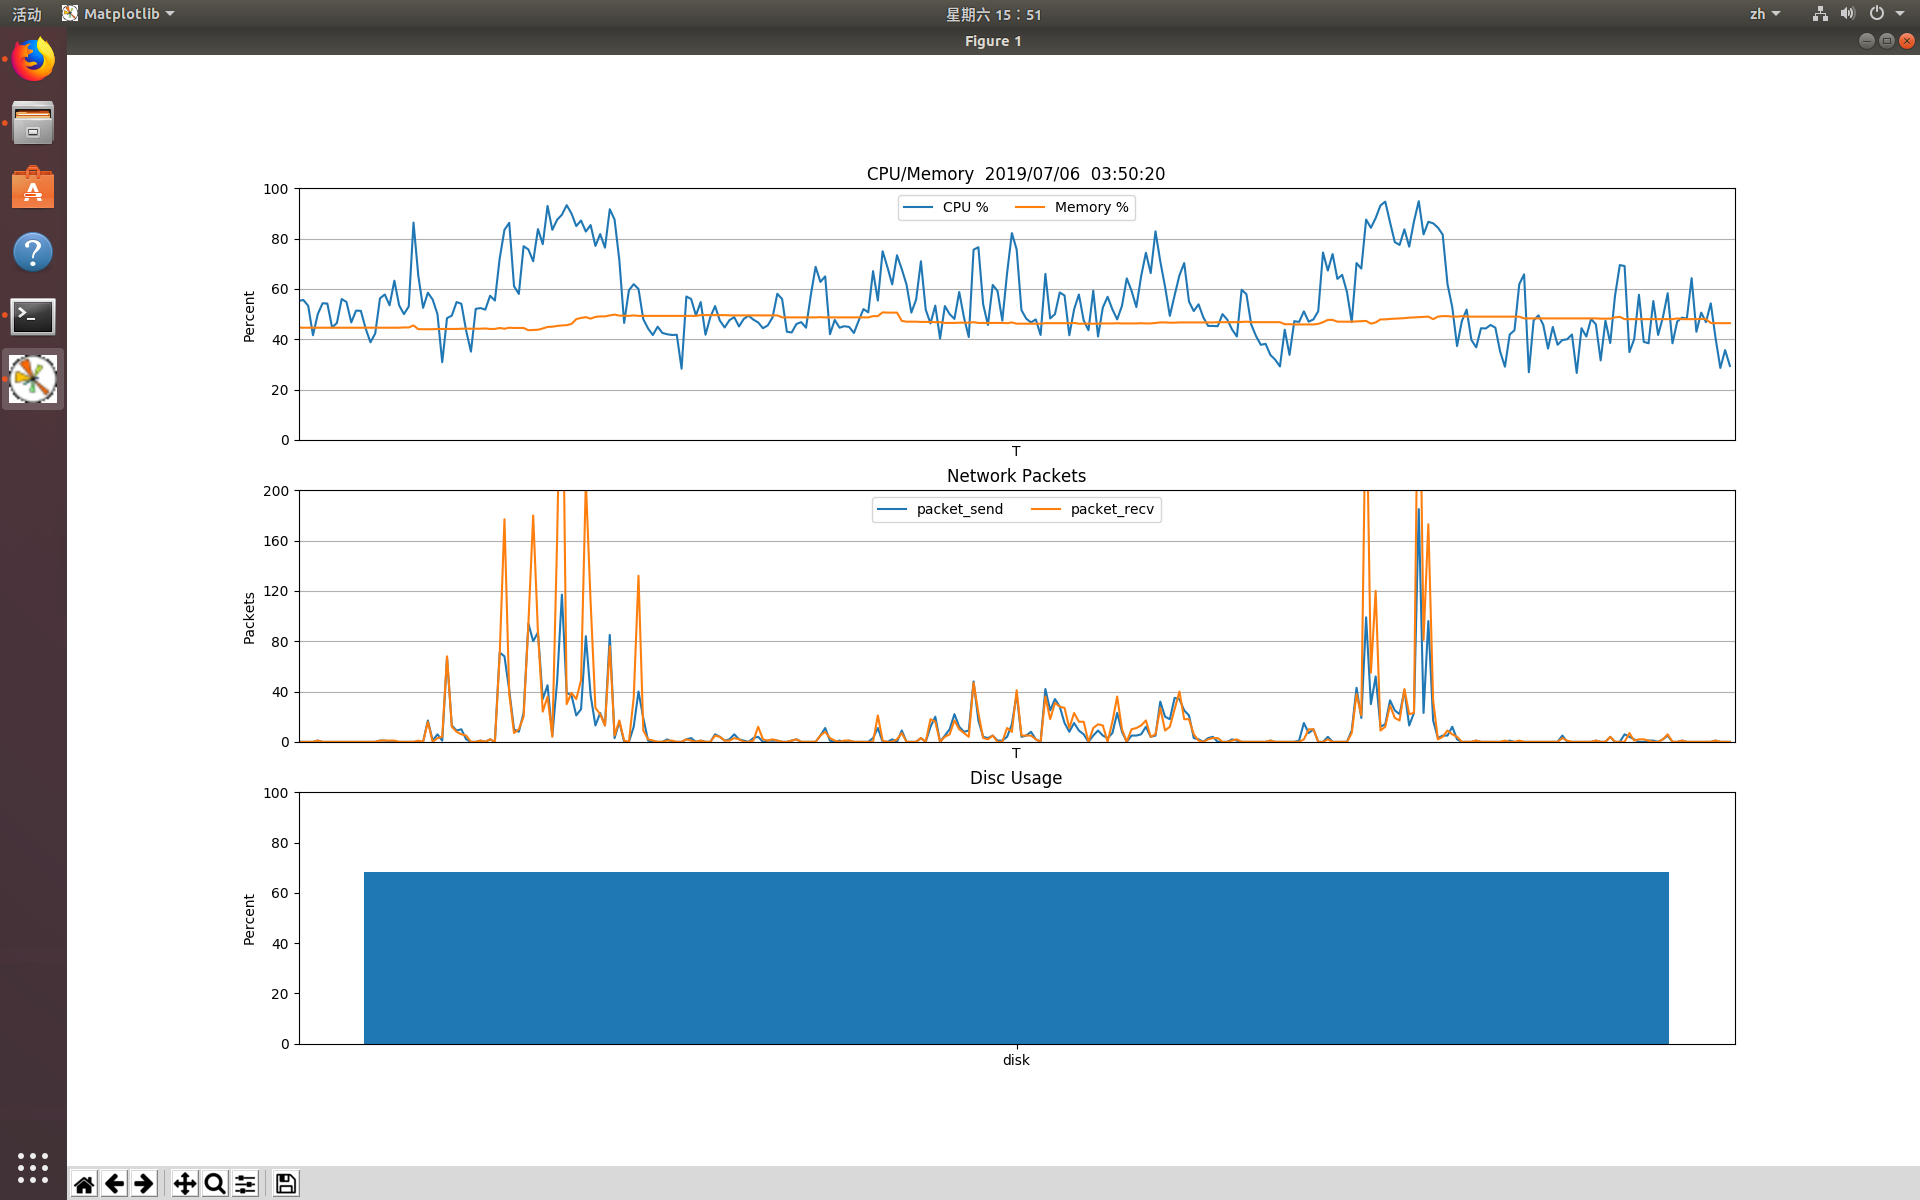 活动 Matplotlib 星期六 15：51 zh
Figure 1
CPU/Memory 2019/07/06 03:50:20
CPU % Memory %
100
80
60
40
20
0
Percent
T
Network Packets
packet_send packet_recv
200
160
120
80
40
0
Packets
T
Disc Usage
100
80
60
40
20
0
Percent
disk